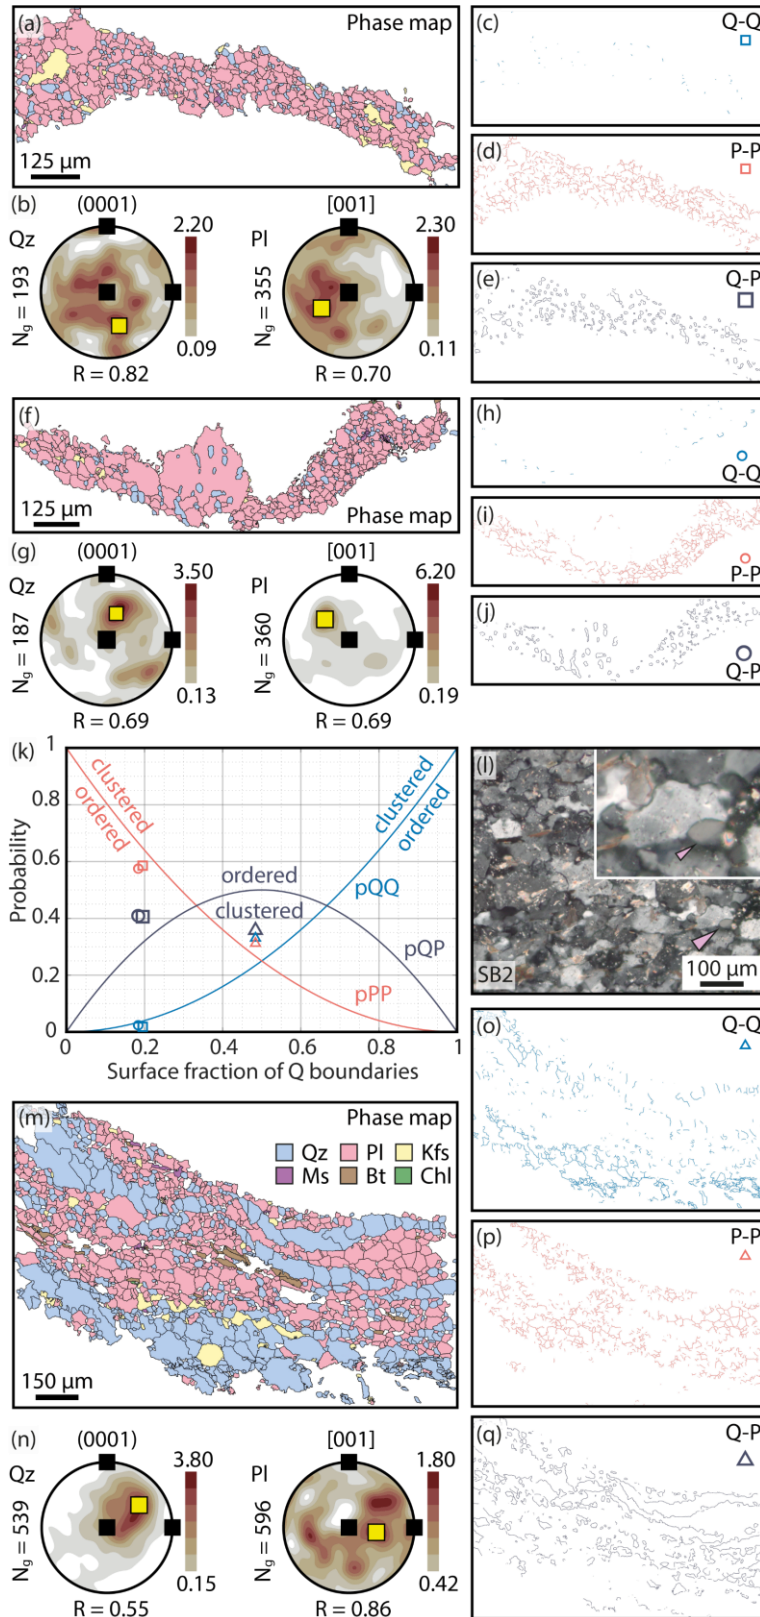 (a) Phase map
125 µm
(b) (0001) [001]
Qz 2.20 Pl 2.30
N_g = 193 N_g = 355
0.09 0.11
R = 0.82 R = 0.70
(c) Q-Q
(d) P-P
(e) Q-P
(f)
125 µm Phase map
(g) (0001) [001]
Qz 3.50 Pl 6.20
N_g = 187 N_g = 360
0.13 0.19
R = 0.69 R = 0.69
(h)
Q-Q
(i)
P-P
(j)
Q-P
(k)
1
0.8
0.6
0.4
0.2
0
Probability
clustered
ordered
clustered
ordered
ordered
clustered
pQQ
pQP
pPP
0 0.2 0.4 0.6 0.8 1
Surface fraction of Q boundaries
(l)
SB2 100 µm
(m) Phase map
Qz Pl Kfs
Ms Bt Chl
150 µm
(n) (0001) [001]
Qz 3.80 Pl 1.80
N_g = 539 N_g = 596
0.15 0.42
R = 0.55 R = 0.86
(o) Q-Q
(p) P-P
(q) Q-P